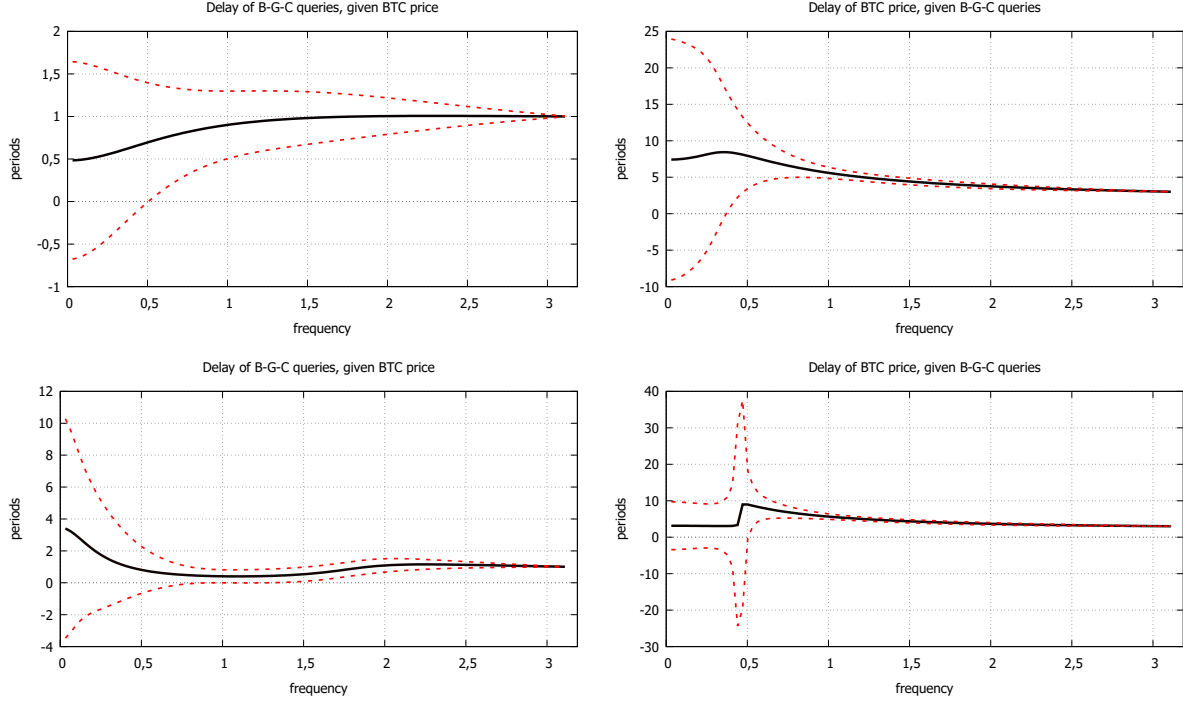 Delay of B-G-C queries, given BTC price
2
1,5
1
0,5
0
-0,5
-1
periods
0 0,5 1 1,5 2 2,5 3
frequency
Delay of BTC price, given B-G-C queries
25
20
15
10
5
0
-5
-10
periods
0 0,5 1 1,5 2 2,5 3
frequency
Delay of B-G-C queries, given BTC price
12
10
8
6
4
2
0
-2
-4
periods
0 0,5 1 1,5 2 2,5 3
frequency
Delay of BTC price, given B-G-C queries
40
30
20
10
0
-10
-20
-30
periods
0 0,5 1 1,5 2 2,5 3
frequency